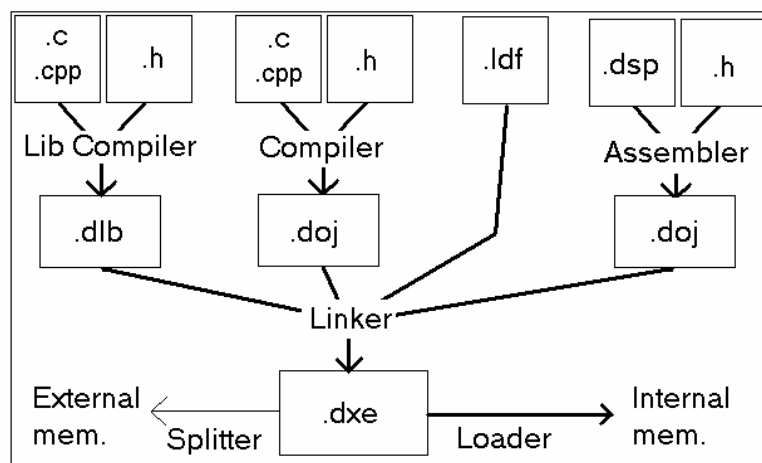 .c
.cpp
.h
.c
.cpp
.h
.ldf
.dsp
.h
Lib Compiler
Compiler
Assembler
.dlb
.doj
.doj
Linker
External
mem.
Splitter
.dxe
Loader
Internal
mem.